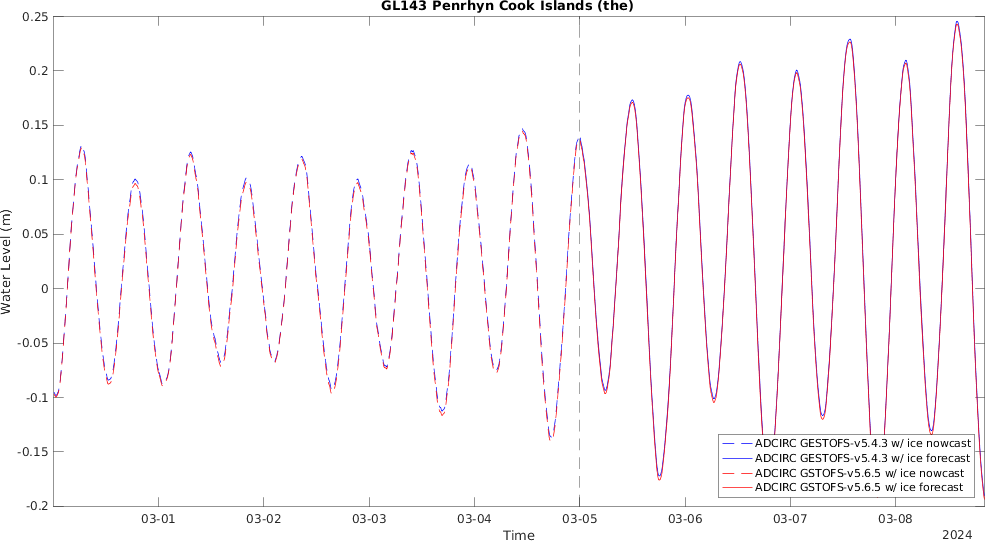 GL143 Penrhyn Cook Islands (the)
0.25
0.2
0.15
0.1
0.05
0
-0.05
-0.1
-0.15
-0.2
Water Level (m)
ADCIRC GESTOFS-v5.4.3 w/ ice nowcast
ADCIRC GESTOFS-v5.4.3 w/ ice forecast
ADCIRC GSTOFS-v5.6.5 w/ ice nowcast
ADCIRC GSTOFS-v5.6.5 w/ ice forecast
03-01 03-02 03-03 03-04 03-05 03-06 03-07 03-08
Time
2024